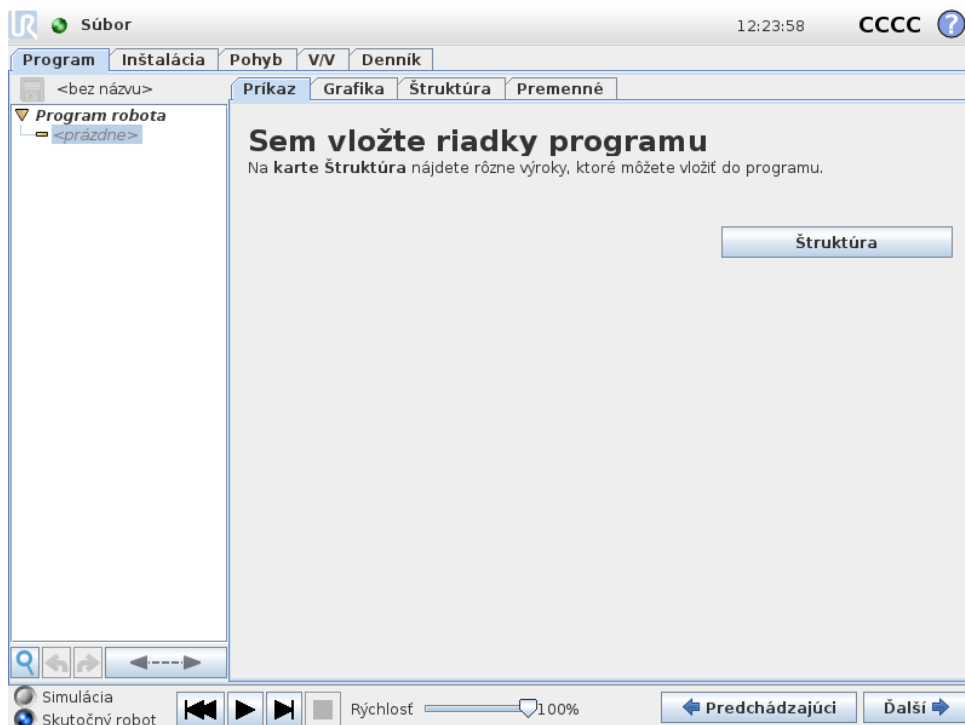 UR Súbor 12:23:58 CCCC ?
Program Inštalácia Pohyb V/V Denník
<bez názvu> Príkaz Grafika Štruktúra Premenné
Program robota
<prázdne>
Sem vložte riadky programu
Na karte Štruktúra nájdete rôzne výroky, ktoré môžete vložiť do programu.
Štruktúra
Simulácia
Skutočný robot
Rýchlosť 100% Predchádzajúci Ďalší